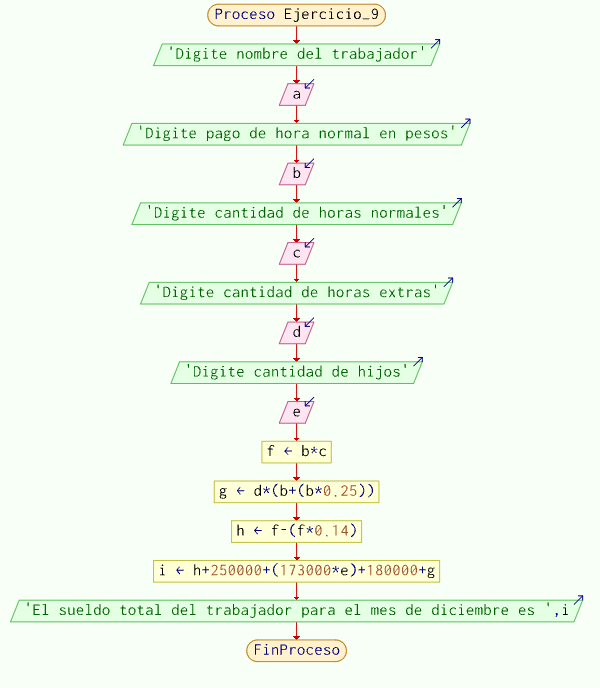 Proceso Ejercicio_9
'Digite nombre del trabajador'
a
'Digite pago de hora normal en pesos'
b
'Digite cantidad de horas normales'
c
'Digite cantidad de horas extras'
d
'Digite cantidad de hijos'
e
f ← b*c
g ← d*(b+(b*0.25))
h ← f-(f*0.14)
i ← h+250000+(173000*e)+180000+g
'El sueldo total del trabajador para el mes de diciembre es ',i
FinProceso